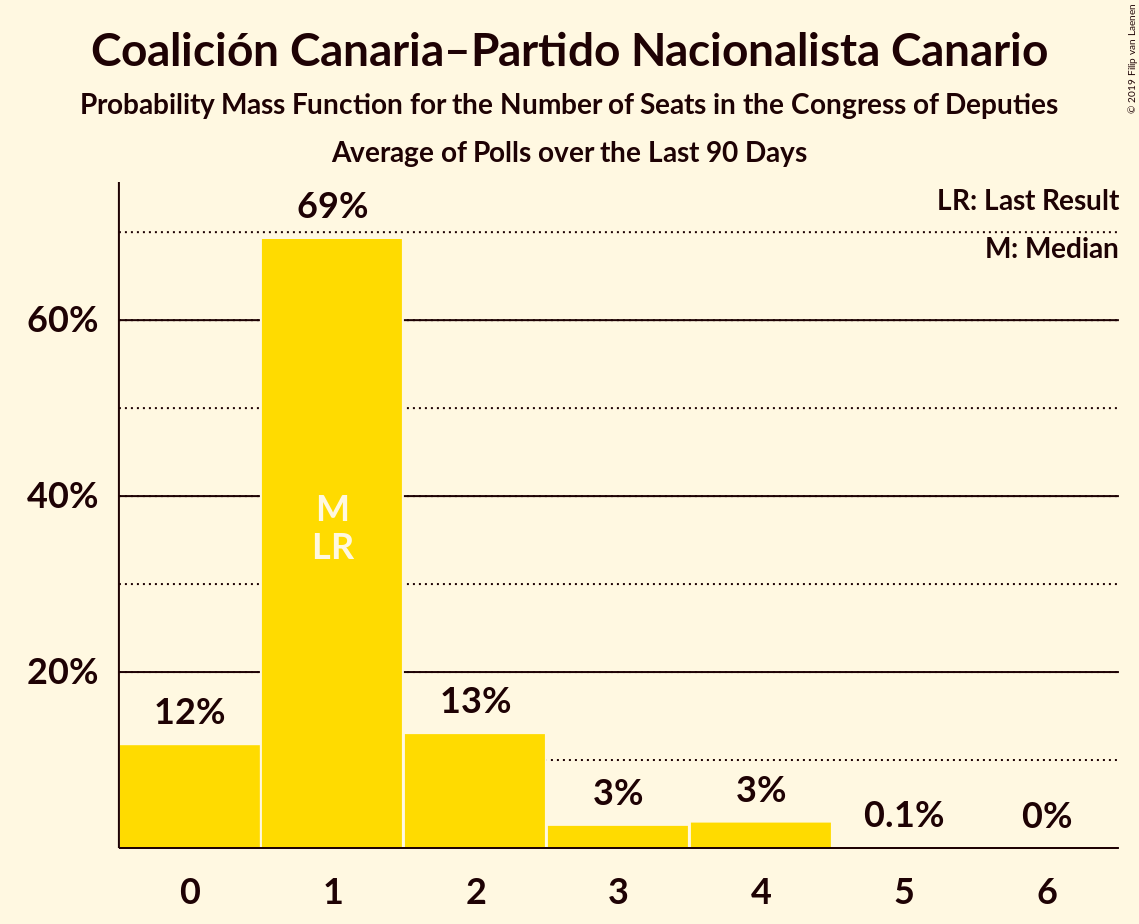 Coalición Canaria–Partido Nacionalista Canario
Probability Mass Function for the Number of Seats in the Congress of Deputies
Average of Polls over the Last 90 Days
© 2019 Filip van Laenen
LR: Last Result
M: Median
69%
60%
40%
M
LR
20%
12%
13%
3%
3%
0.1%
0%
0 1 2 3 4 5 6